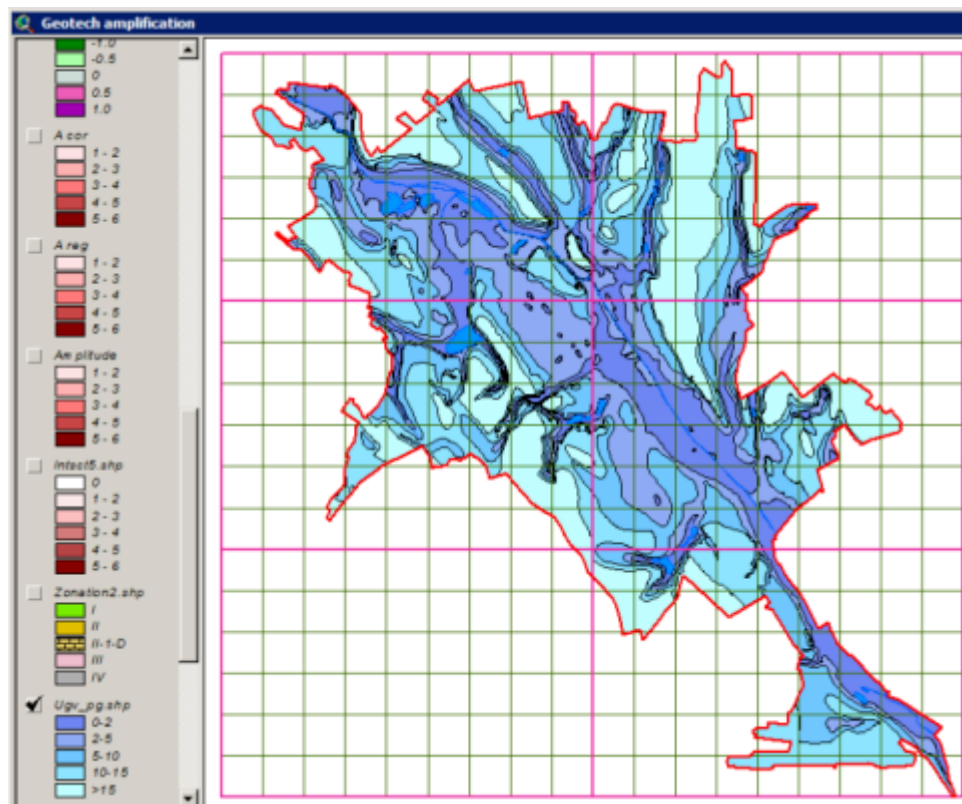 Geotech amplification
-1.0
-0.5
0
0.5
1.0
A cor
1 - 2
2 - 3
3 - 4
4 - 5
5 - 6
A reg
1 - 2
2 - 3
3 - 4
4 - 5
5 - 6
Am plitude
1 - 2
2 - 3
3 - 4
4 - 5
5 - 6
Intsct5.shp
0
1 - 2
2 - 3
3 - 4
4 - 5
5 - 6
Zonation2.shp
I
II
II-1-D
III
IV
Ugv_pg.shp
0-2
2-5
5-10
10-15
>15